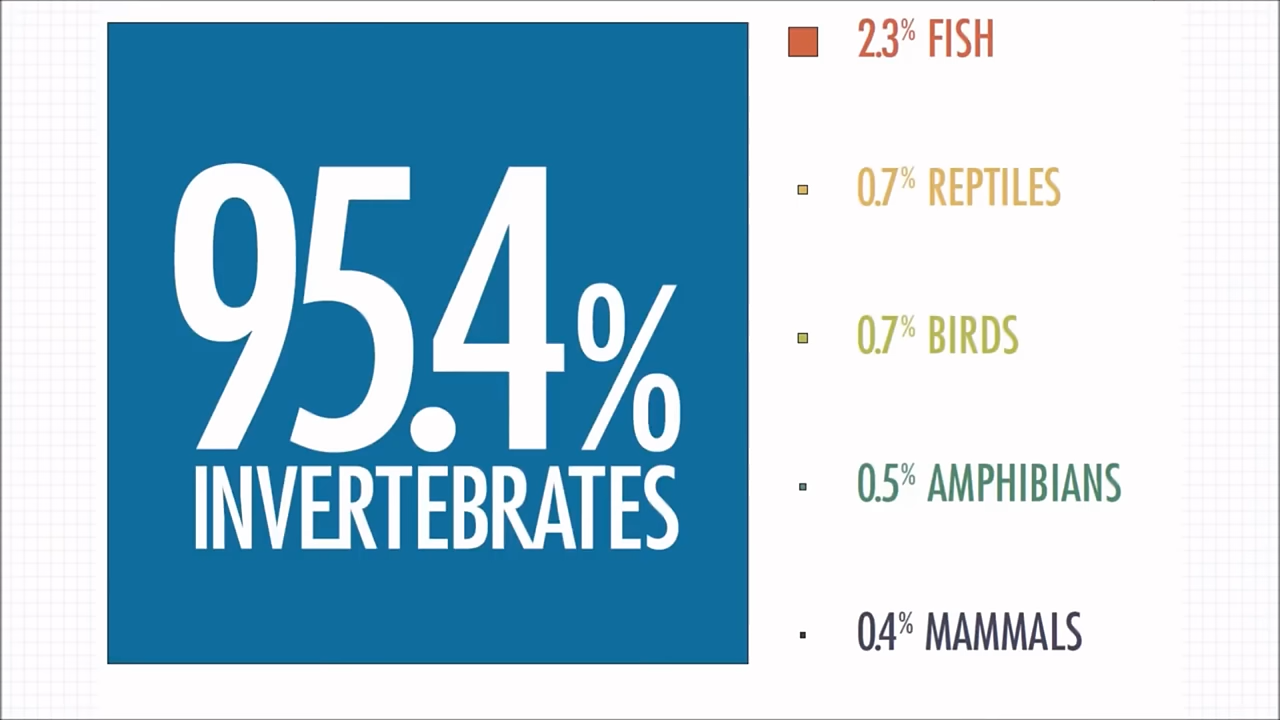 95.4%
INVERTEBRATES
2.3% FISH
0.7% REPTILES
0.7% BIRDS
0.5% AMPHIBIANS
0.4% MAMMALS